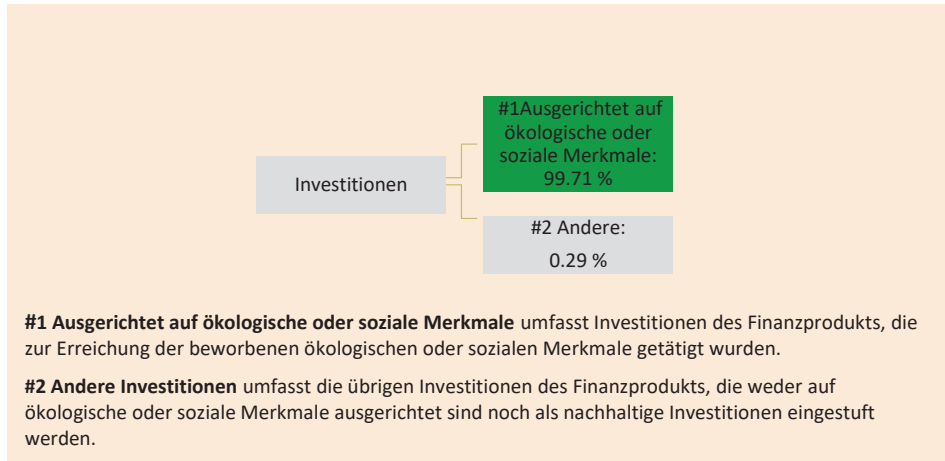 #1Ausgerichtet auf
ökologische oder
soziale Merkmale:
99.71 %
Investitionen
#2 Andere:
0.29 %
#1 Ausgerichtet auf ökologische oder soziale Merkmale umfasst Investitionen des Finanzprodukts, die
zur Erreichung der beworbenen ökologischen oder sozialen Merkmale getätigt wurden.
#2 Andere Investitionen umfasst die übrigen Investitionen des Finanzprodukts, die weder auf
ökologische oder soziale Merkmale ausgerichtet sind noch als nachhaltige Investitionen eingestuft
werden.